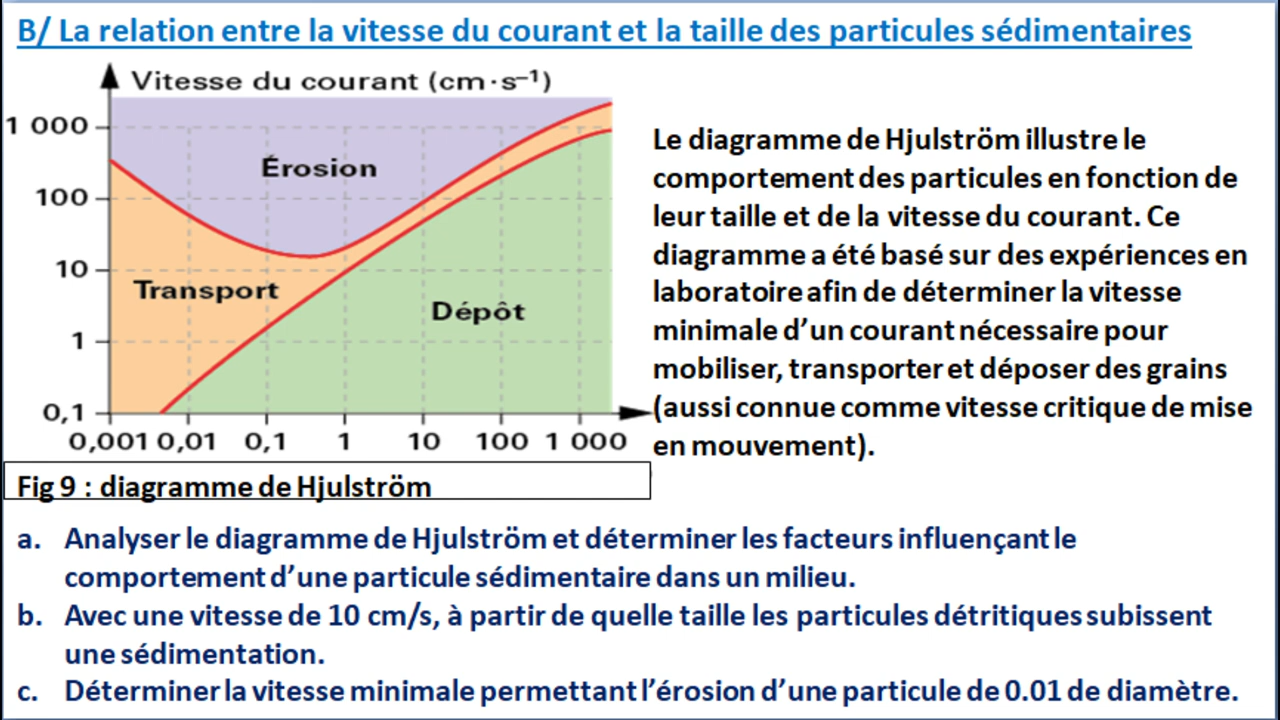 B/ La relation entre la vitesse du courant et la taille des particules sédimentaires
Vitesse du courant (cm·s⁻¹)
1 000
100
10
1
0,1
Érosion
Transport
Dépôt
0,001 0,01 0,1 1 10 100 1 000
Le diagramme de Hjulström illustre le
comportement des particules en fonction de
leur taille et de la vitesse du courant. Ce
diagramme a été basé sur des expériences en
laboratoire afin de déterminer la vitesse
minimale d’un courant nécessaire pour
mobiliser, transporter et déposer des grains
(aussi connue comme vitesse critique de mise
en mouvement).
Fig 9 : diagramme de Hjulström
a. Analyser le diagramme de Hjulström et déterminer les facteurs influençant le
comportement d’une particule sédimentaire dans un milieu.
b. Avec une vitesse de 10 cm/s, à partir de quelle taille les particules détritiques subissent
une sédimentation.
c. Déterminer la vitesse minimale permettant l’érosion d’une particule de 0.01 de diamètre.